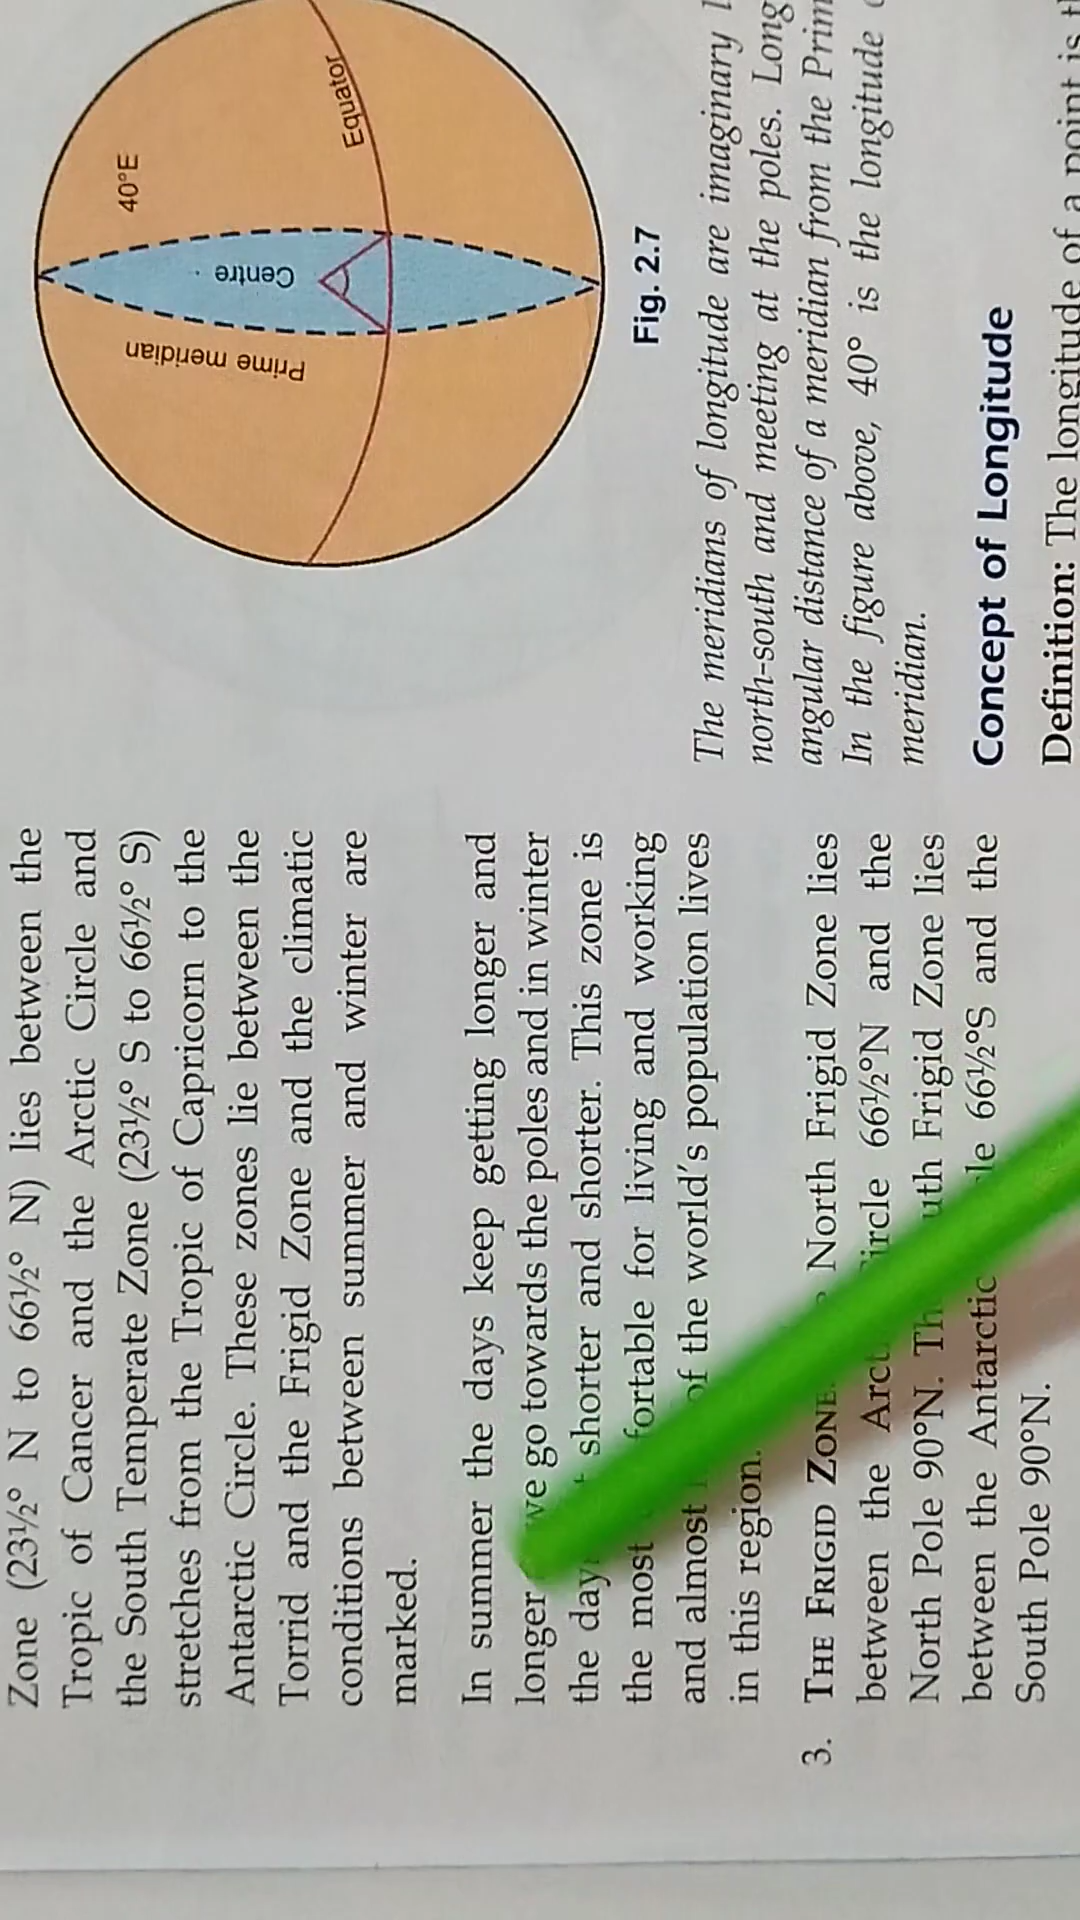 Zone (23½° N to 66½° N) lies between the
Tropic of Cancer and the Arctic Circle and
the South Temperate Zone (23½° S to 66½° S)
stretches from the Tropic of Capricorn to the
Antarctic Circle. These zones lie between the
Torrid and the Frigid Zone and the climatic
conditions between summer and winter are
marked.
In summer the days keep getting longer and
longer we go towards the poles and in winter
the day shorter and shorter. This zone is
the most for living and working
and almost of the world's population lives
in this region.
3. THE FRIGID ZONE North Frigid Zone lies
between the 66½°N and the
North Pole 90°N. Frigid Zone lies
between the Antarctic 66½°S and the
South Pole 90°N.
40°E
Equator
Centre
Prime meridian
Fig. 2.7
The meridians of longitude are imaginary
north-south and meeting at the poles.
angular distance of a meridian from the
In the figure above, 40° is the longitude
meridian.
Concept of Longitude
Definition: The longitude of a point is